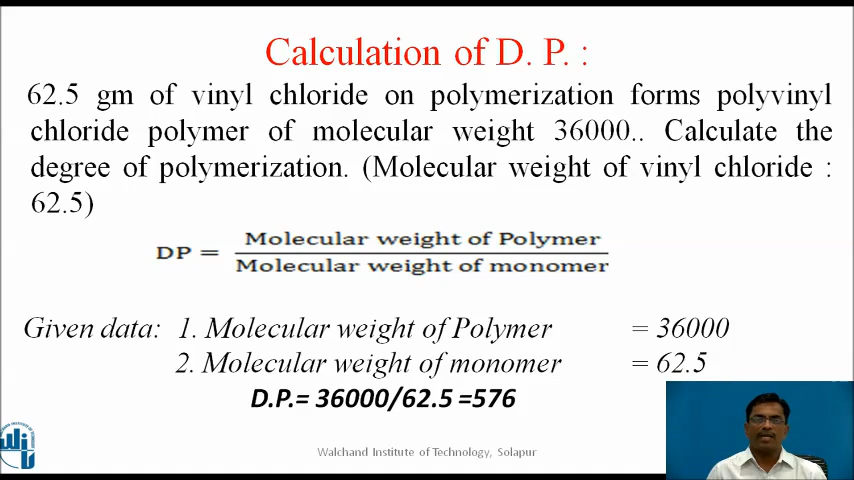 Calculation of D. P. :
62.5 gm of vinyl chloride on polymerization forms polyvinyl
chloride polymer of molecular weight 36000.. Calculate the
degree of polymerization. (Molecular weight of vinyl chloride :
62.5)
DP = Molecular weight of Polymer
Molecular weight of monomer
Given data: 1. Molecular weight of Polymer = 36000
2. Molecular weight of monomer = 62.5
D.P.= 36000/62.5 =576
Walchand Institute of Technology, Solapur